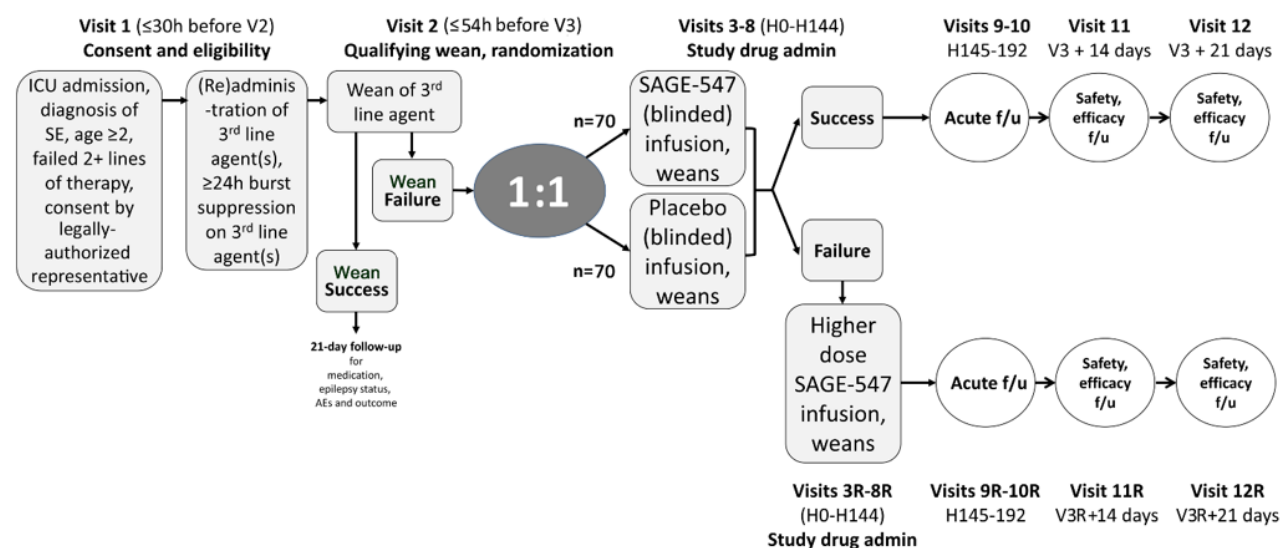 Visit 1 (≤30h before V2)
Consent and eligibility
Visit 2 (≤54h before V3)
Qualifying wean, randomization
Visits 3-8 (H0-H144)
Study drug admin
Visits 9-10
H145-192
Visit 11
V3 + 14 days
Visit 12
V3 + 21 days
ICU admission,
diagnosis of
SE, age ≥2,
failed 2+ lines
of therapy,
consent by
legally-
authorized
representative
(Re)adminis
-tration of
3rd line
agent(s),
≥24h burst
suppression
on 3rd line
agent(s)
Wean of 3rd
line agent
Wean
Failure
Wean
Success
21-day follow-up
for
medication,
epilepsy status,
AEs and outcome
1:1
n=70
n=70
SAGE-547
(blinded)
infusion,
weans
Placebo
(blinded)
infusion,
weans
Success
Acute f/u
Safety,
efficacy
f/u
Safety,
efficacy
f/u
Failure
Higher
dose
SAGE-547
infusion,
weans
Acute f/u
Safety,
efficacy
f/u
Safety,
efficacy
f/u
Visits 3R-8R
(H0-H144)
Study drug admin
Visits 9R-10R
H145-192
Visit 11R
V3R+14 days
Visit 12R
V3R+21 days